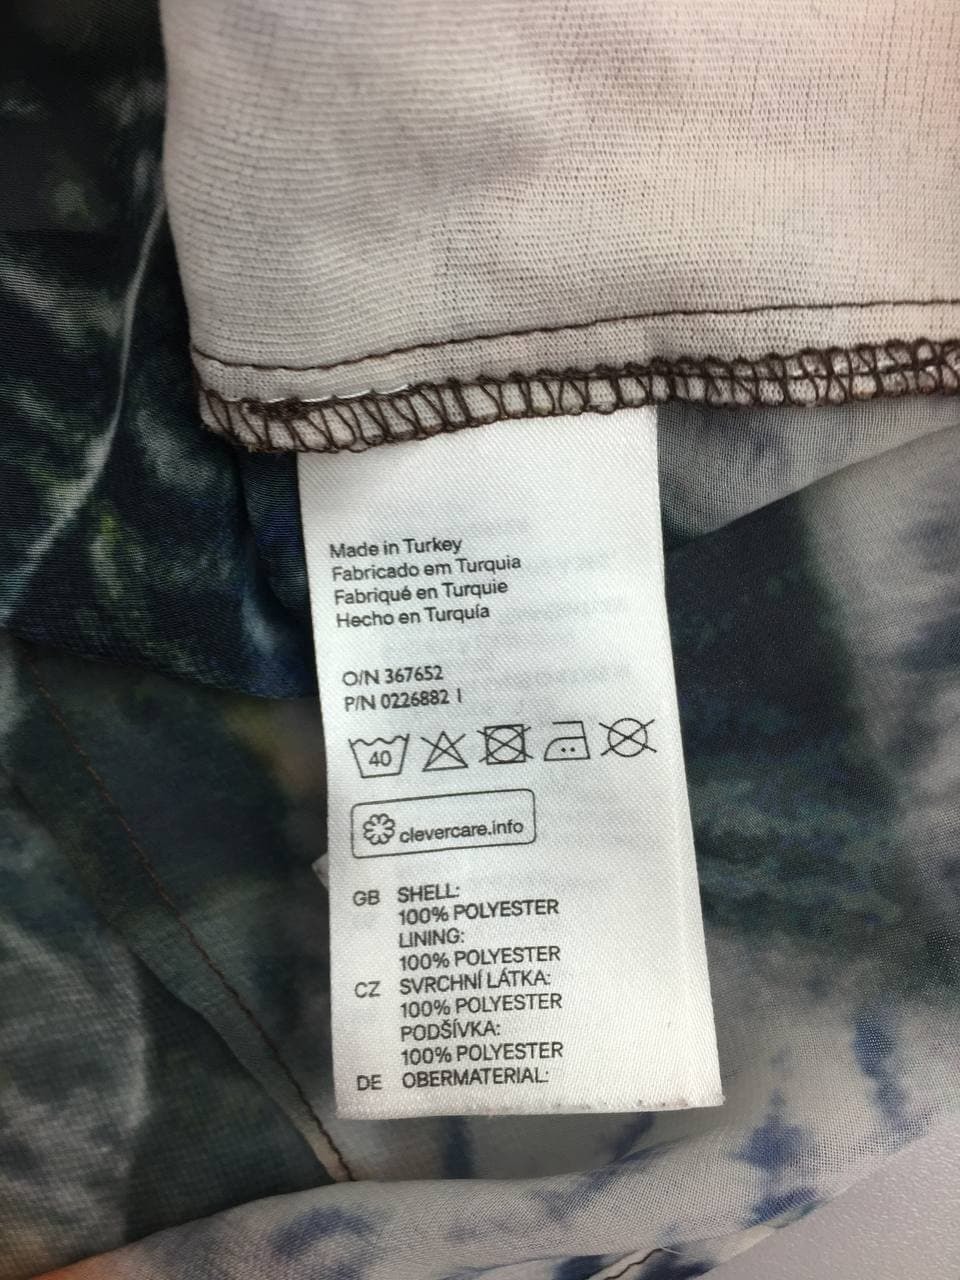 Made in Turkey
Fabricado em Turquia
Fabriqué en Turquie
Hecho en Turquía
O/N 367652
P/N 0226882 1
40
clevercare.info
GB SHELL:
100% POLYESTER
LINING:
100% POLYESTER
CZ SVRCHNÍ LÁTKA:
100% POLYESTER
PODŠÍVKA:
100% POLYESTER
DE OBERMATERIAL: